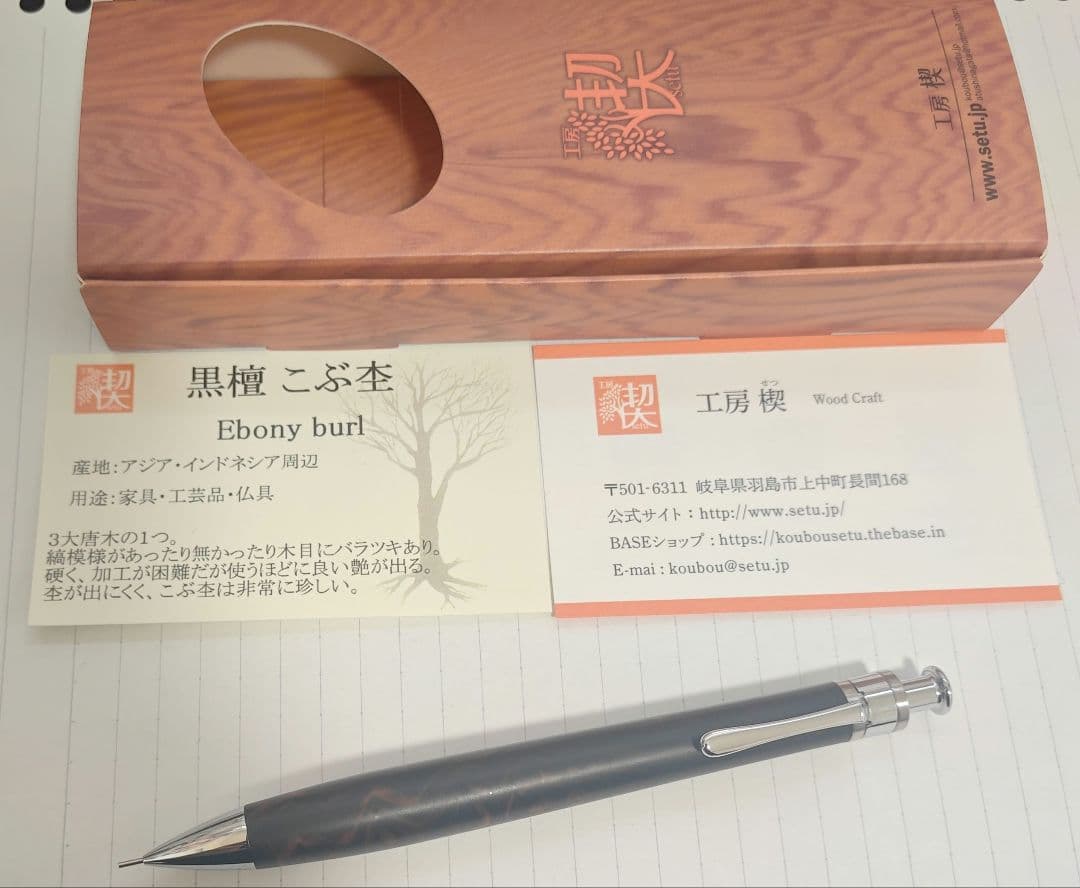 工房
楔
setu
工房 楔
koubou@setu.jp
www.setu.jp
工房
楔
黒檀 こぶ杢
Ebony burl
産地:アジア・インドネシア周辺
用途:家具・工芸品・仏具
3大唐木の1つ。
縞模様があったり無かったり木目にバラツキあり。
硬く、加工が困難だが使うほどに良い艶が出る。
杢が出にくく、こぶ杢は非常に珍しい。
工房
楔
setu
せつ
工房 楔 Wood Craft
〒501-6311 岐阜県羽島市上中町長間168
公式サイト:http://www.setu.jp/
BASEショップ:https://koubousetu.thebase.in
E-mai:koubou@setu.jp